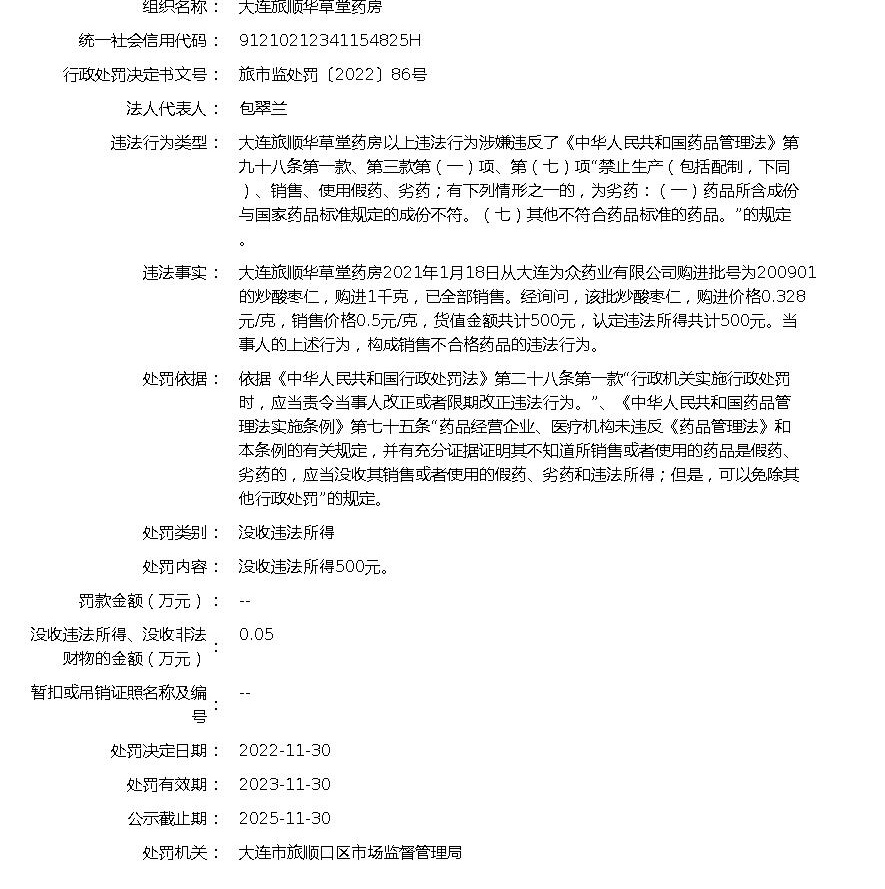 组织名称： 大连旅顺华草堂药房
统一社会信用代码： 91210212341154825H
行政处罚决定书文号： 旅市监处罚〔2022〕86号
法人代表人： 包翠兰
违法行为类型： 大连旅顺华草堂药房以上违法行为涉嫌违反了《中华人民共和国药品管理法》第
九十八条第一款、第三款第（一）项、第（七）项“禁止生产（包括配制，下同
）、销售、使用假药、劣药；有下列情形之一的，为劣药：（一）药品所含成份
与国家药品标准规定的成份不符。（七）其他不符合药品标准的药品。”的规定
。
违法事实： 大连旅顺华草堂药房2021年1月18日从大连为众药业有限公司购进批号为200901
的炒酸枣仁，购进1千克，已全部销售。经询问，该批炒酸枣仁，购进价格0.328
元/克，销售价格0.5元/克，货值金额共计500元，认定违法所得共计500元。当
事人的上述行为，构成销售不合格药品的违法行为。
处罚依据： 依据《中华人民共和国行政处罚法》第二十八条第一款“行政机关实施行政处罚
时，应当责令当事人改正或者限期改正违法行为。”、《中华人民共和国药品管
理法实施条例》第七十五条“药品经营企业、医疗机构未违反《药品管理法》和
本条例的有关规定，并有充分证据证明其不知道所销售或者使用的药品是假药、
劣药的，应当没收其销售或者使用的假药、劣药和违法所得；但是，可以免除其
他行政处罚”的规定。
处罚类别： 没收违法所得
处罚内容： 没收违法所得500元。
罚款金额（万元）： --
没收违法所得、没收非法
财物的金额（万元）： 0.05
暂扣或吊销证照名称及编
号： --
处罚决定日期： 2022-11-30
处罚有效期： 2023-11-30
公示截止期： 2025-11-30
处罚机关： 大连市旅顺口区市场监督管理局